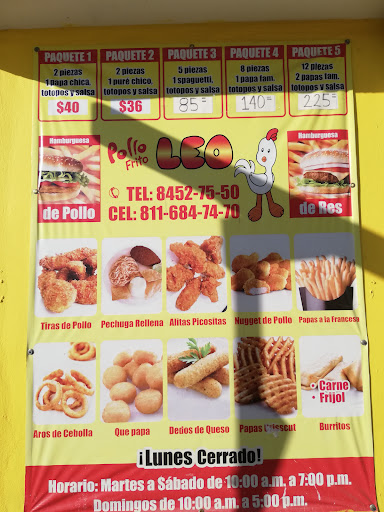 PAQUETE 1
2 piezas
1 papa chica,
totopos y salsa
$40
PAQUETE 2
2 piezas,
1 puré chico,
totopos y salsa
$36
PAQUETE 3
5 piezas
1 spaguetti,
totopos y salsa
85
PAQUETE 4
8 piezas
1 papa fam.
totopos y salsa
140
PAQUETE 5
12 piezas
2 papas fam.
totopos y salsa
225
Hamburguesa
de Pollo
Pollo
Frito
LEO
TEL: 8452-75-50
CEL: 811-684-74-70
Hamburguesa
de Res
Tiras de Pollo
Pechuga Rellena
Alitas Picositas
Nugget de Pollo
Papas a la Francesa
Aros de Cebolla
Que papa
Dedos de Queso
Papas Crisscut
• Carne
• Frijol
Burritos
¡Lunes Cerrado!
Horario: Martes a Sábado de 10:00 a.m. a 7:00 p.m.
Domingos de 10:00 a.m. a 5:00 p.m.